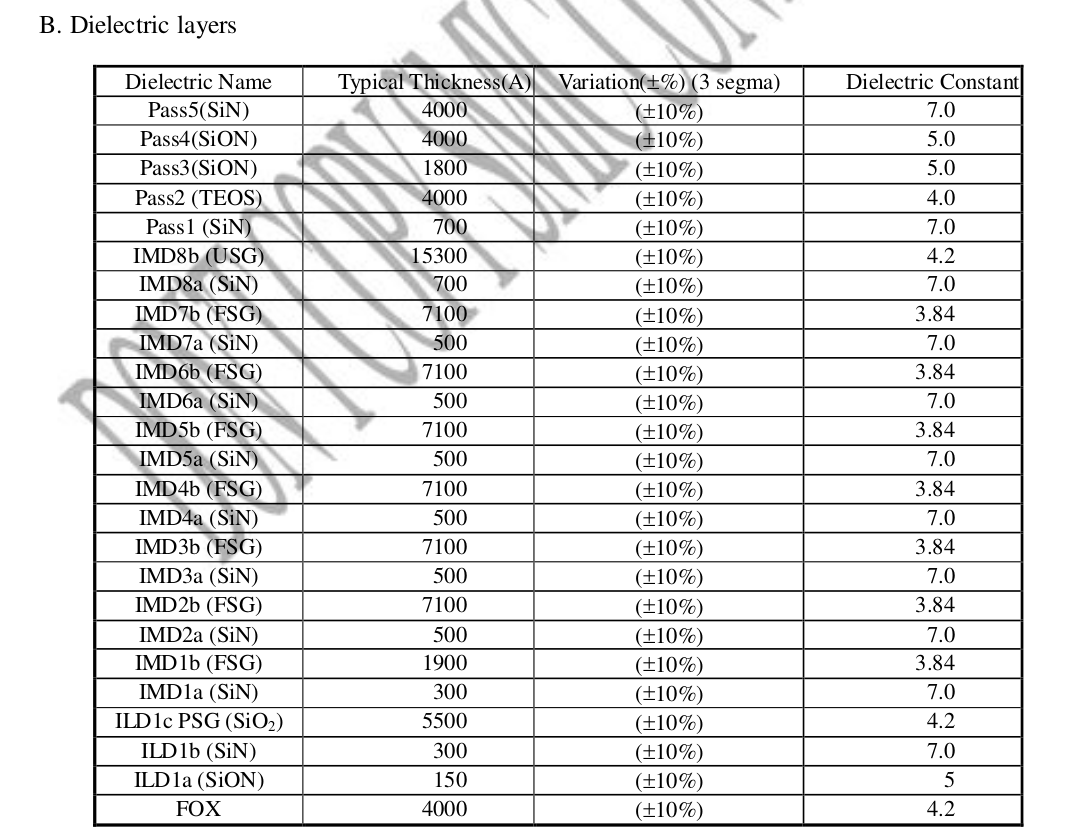 B. Dielectric layers
Dielectric Name Typical Thickness(A) Variation(±%) (3 segma) Dielectric Constant
Pass5(SiN) 4000 (±10%) 7.0
Pass4(SiON) 4000 (±10%) 5.0
Pass3(SiON) 1800 (±10%) 5.0
Pass2 (TEOS) 4000 (±10%) 4.0
Pass1 (SiN) 700 (±10%) 7.0
IMD8b (USG) 15300 (±10%) 4.2
IMD8a (SiN) 700 (±10%) 7.0
IMD7b (FSG) 7100 (±10%) 3.84
IMD7a (SiN) 500 (±10%) 7.0
IMD6b (FSG) 7100 (±10%) 3.84
IMD6a (SiN) 500 (±10%) 7.0
IMD5b (FSG) 7100 (±10%) 3.84
IMD5a (SiN) 500 (±10%) 7.0
IMD4b (FSG) 7100 (±10%) 3.84
IMD4a (SiN) 500 (±10%) 7.0
IMD3b (FSG) 7100 (±10%) 3.84
IMD3a (SiN) 500 (±10%) 7.0
IMD2b (FSG) 7100 (±10%) 3.84
IMD2a (SiN) 500 (±10%) 7.0
IMD1b (FSG) 1900 (±10%) 3.84
IMD1a (SiN) 300 (±10%) 7.0
ILD1c PSG (SiO₂) 5500 (±10%) 4.2
ILD1b (SiN) 300 (±10%) 7.0
ILD1a (SiON) 150 (±10%) 5
FOX 4000 (±10%) 4.2
DONT COPY SMIC